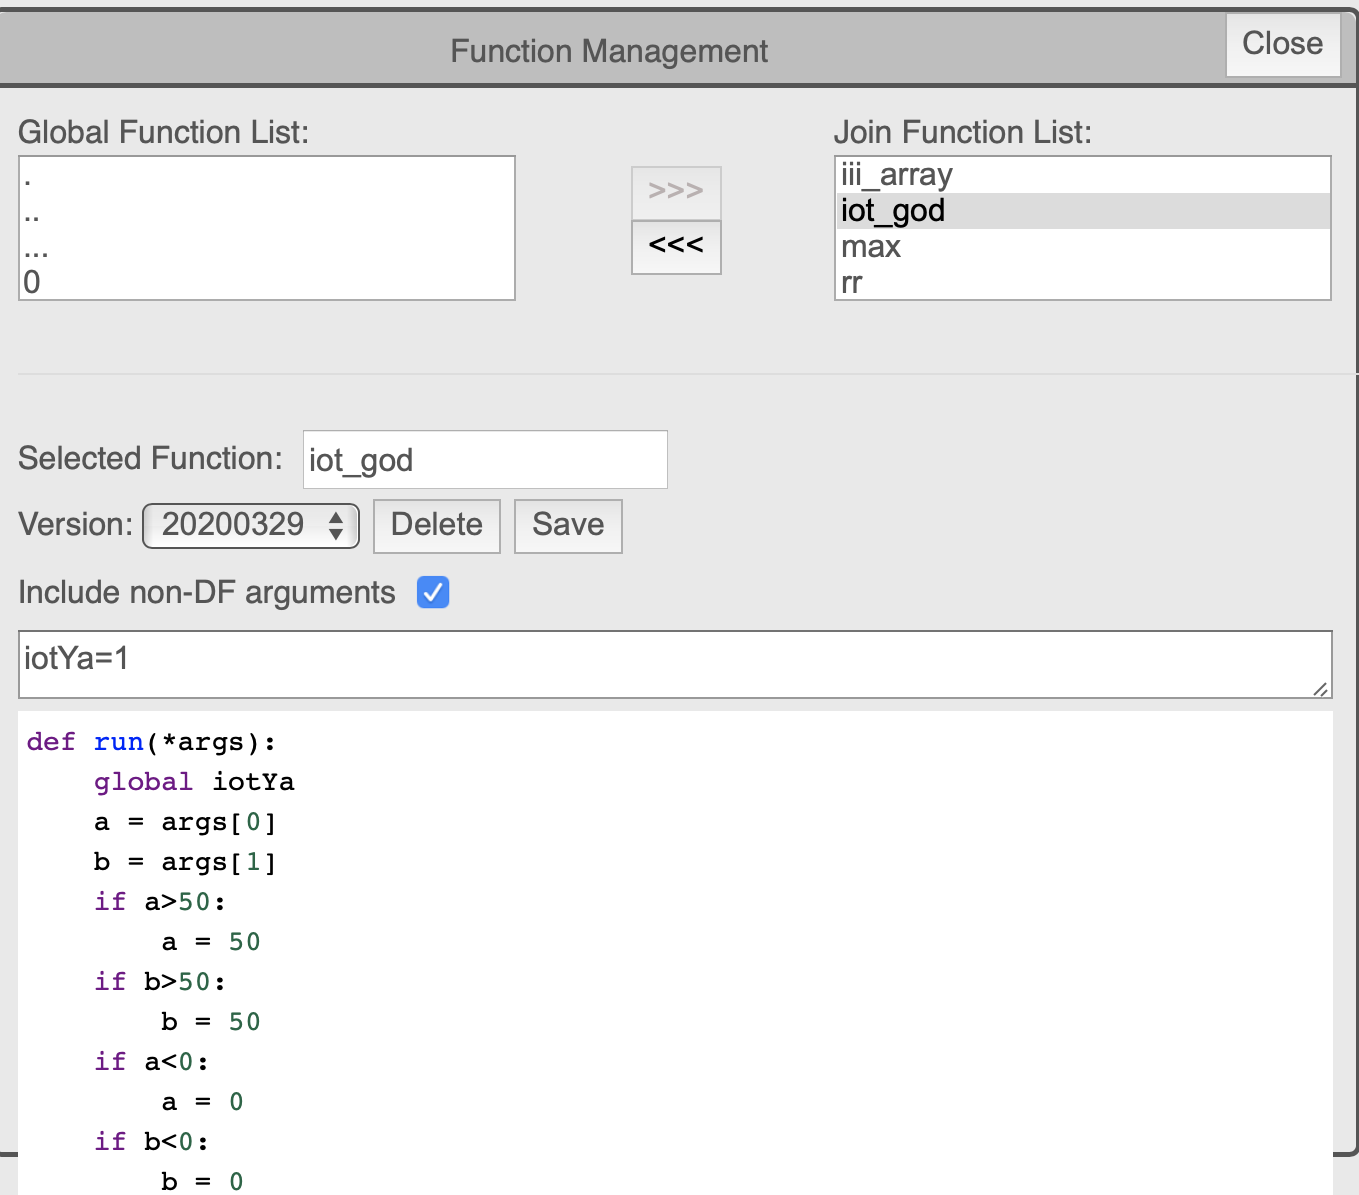 Function Management
Close
Global Function List:
.
..
...
0
>>>
<<<
Join Function List:
iii_array
iot_god
max
rr
Selected Function: iot_god
Version: 20200329 Delete Save
Include non-DF arguments
iotYa=1
def run(*args):
    global iotYa
    a = args[0]
    b = args[1]
    if a>50:
        a = 50
    if b>50:
        b = 50
    if a<0:
        a = 0
    if b<0:
        b = 0